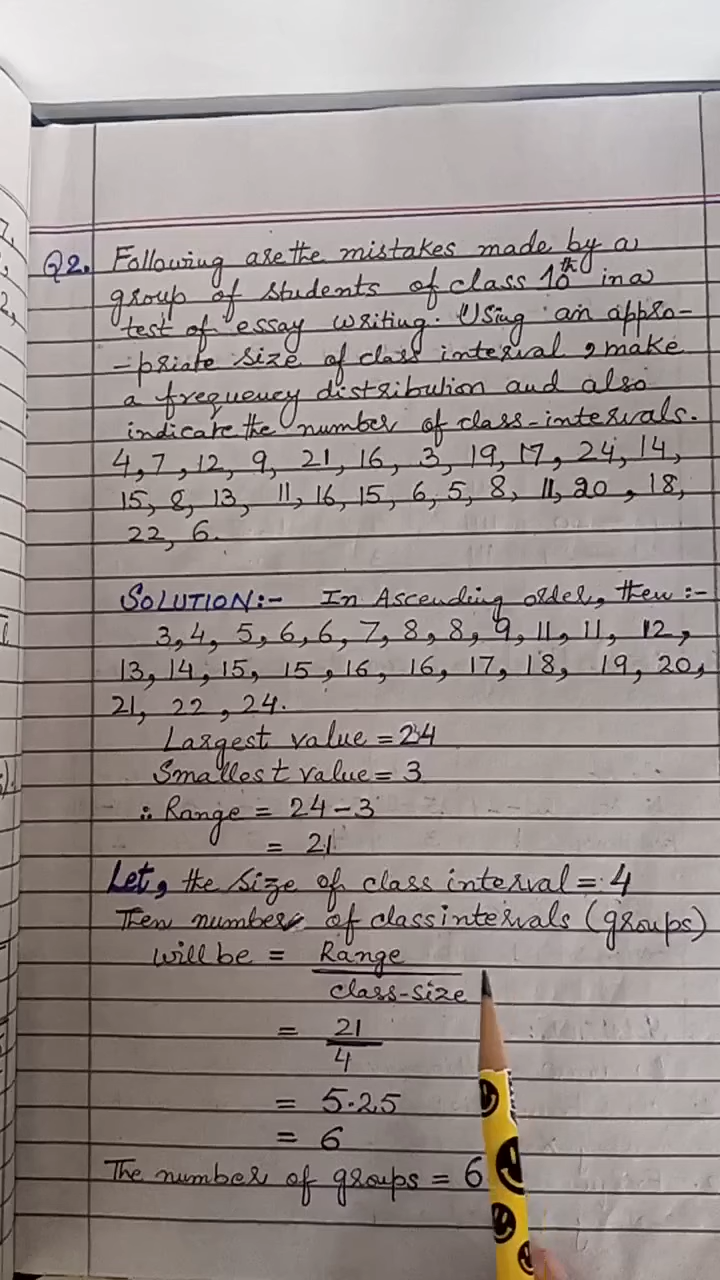 Q2. Following are the mistakes made by a
group of students of class 10th in a
test of essay writing. Using an appro-
-priate size of class interval, make
a frequency distribution and also
indicate the number of class-intervals.
4, 7, 12, 9, 21, 16, 3, 19, 17, 24, 14,
15, 8, 13, 11, 16, 15, 6, 5, 8, 11, 20, 18,
22, 6.
SOLUTION:- In Ascending order, then :-
3, 4, 5, 6, 6, 7, 8, 8, 9, 11, 11, 12,
13, 14, 15, 15, 16, 16, 17, 18, 19, 20,
21, 22, 24.
Largest value = 24
Smallest value = 3
∴ Range = 24 - 3
= 21
Let, the size of class interval = 4
Then number of class intervals (groups)
will be = Range
class-size
= 21
4
= 5.25
= 6
The number of groups = 6